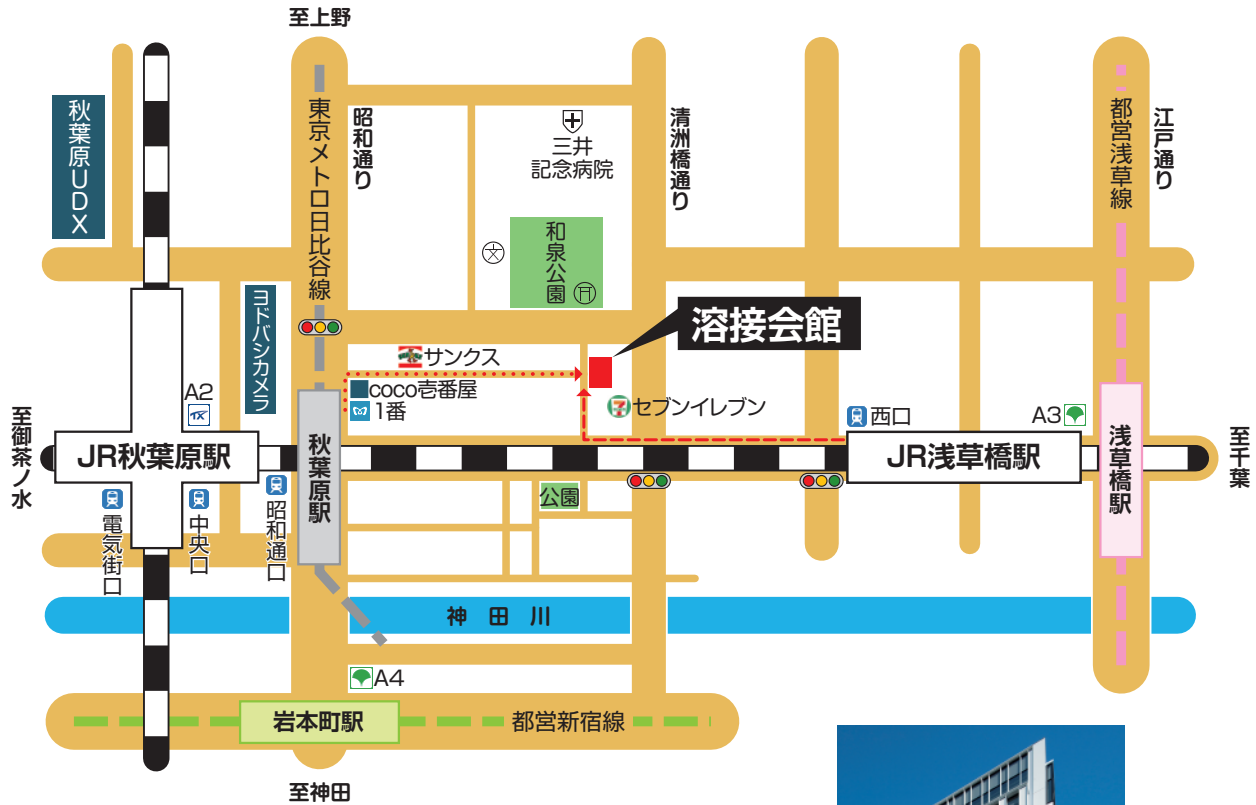 至上野
秋葉原UDX
東京メトロ日比谷線
昭和通り
三井
記念病院
清洲橋通り
都営浅草線
江戸通り
文
和泉公園
ヨドバシカメラ
溶接会館
サンクス
A2
TX
coco壱番屋
1番
7
セブンイレブン
西口
A3
至御茶ノ水
JR秋葉原駅
秋葉原駅
JR浅草橋駅
浅草橋駅
至千葉
電気街口
中央口
昭和通口
公園
神田川
A4
岩本町駅
都営新宿線
至神田